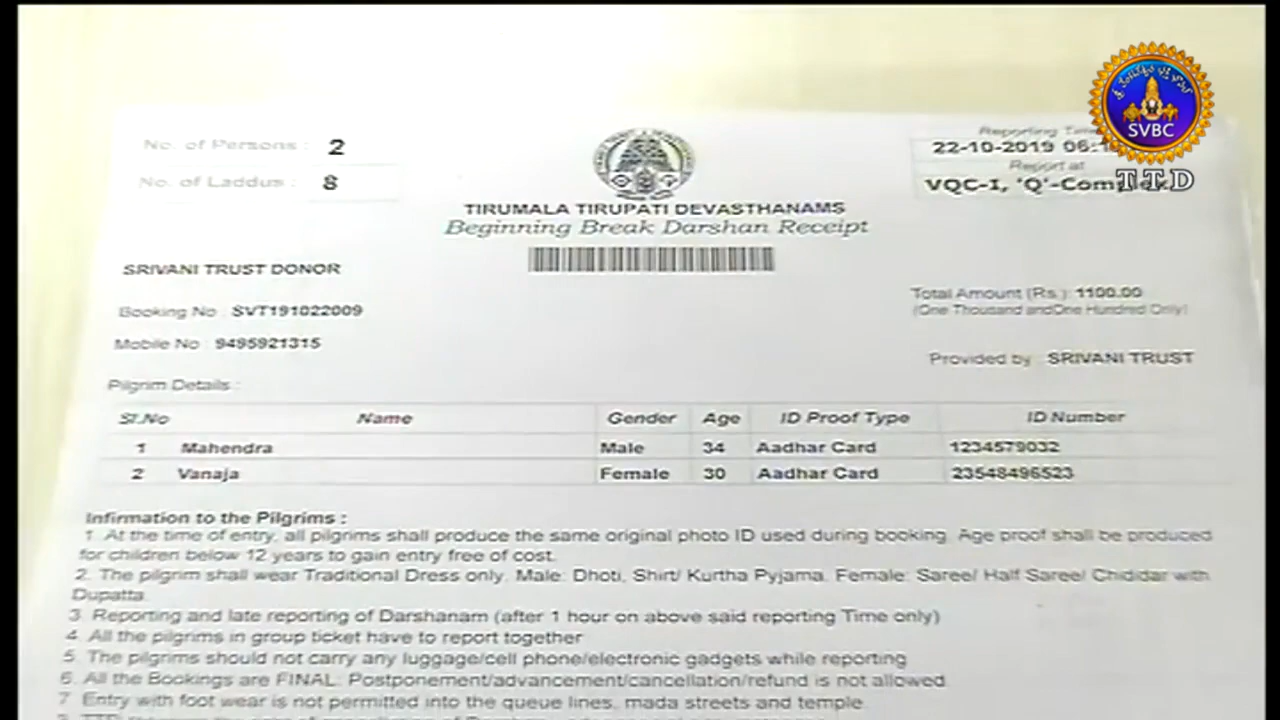 No. of Persons : 2
No. of Laddus : 8
Reporting
22-10-2019 06:1
Report at
VQC-I, 'Q'-Complex
SVBC
TTD
TIRUMALA TIRUPATI DEVASTHANAMS
Beginning Break Darshan Receipt
SRIVANI TRUST DONOR
Booking No : SVT191022009
Total Amount (Rs.) 1100.00
(One Thousand andOne Hundred Only)
Mobile No : 9495921315
Provided by : SRIVANI TRUST
Pilgrim Details :
Sl.No Name Gender Age ID Proof Type ID Number
1 Mahendra Male 34 Aadhar Card 1234579032
2 Vanaja Female 30 Aadhar Card 23548496523
Infirmation to the Pilgrims :
1. At the time of entry, all pilgrims shall produce the same original photo ID used during booking. Age proof shall be produced
for children below 12 years to gain entry free of cost.
2. The pilgrim shall wear Traditional Dress only. Male: Dhoti, Shirt/ Kurtha Pyjama. Female: Saree/ Half Saree/ Chididar with
Dupatta.
3. Reporting and late reporting of Darshanam (after 1 hour on above said reporting Time only)
4. All the pilgrims in group ticket have to report together
5. The pilgrims should not carry any luggage/cell phone/electronic gadgets while reporting
6. All the Bookings are FINAL. Postponement/advancement/cancellation/refund is not allowed
7. Entry with foot wear is not permitted into the queue lines, mada streets and temple.